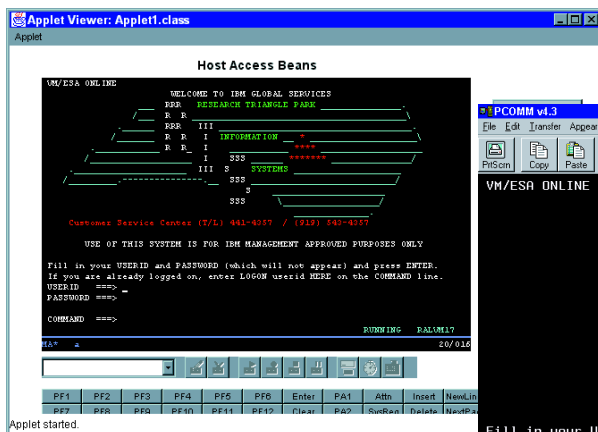 Applet Viewer: Applet1.class
Applet
Host Access Beans
VM/ESA ONLINE
WELCOME TO IBM GLOBAL SERVICES
RRR RESEARCH TRIANGLE PARK
R R
RRR III
R R I INFORMATION *
R R I ****
I SSS *******
III S SYSTEMS
SSS
S
SSS
Customer Service Center (T/L) 441-4357 / (919) 543-4357
USE OF THIS SYSTEM IS FOR IBM MANAGEMENT APPROVED PURPOSES ONLY
Fill in your USERID and PASSWORD (which will not appear) and press ENTER.
If you are already logged on, enter LOGON userid HERE on the COMMAND line.
USERID ===> _
PASSWORD ===>
COMMAND ===>
RUNNING RALVM17
MA* a 20/016
PF1 PF2 PF3 PF4 PF5 PF6 Enter PA1 Attn Insert NewLin
PF7 PF8 PF9 PF10 PF11 PF12 Clear PA2 SysReq Delete NextPa
Applet started.
PCOMM v4.3
File Edit Transfer Appear
PrtScrn Copy Paste
VM/ESA ONLINE
Fill in your U